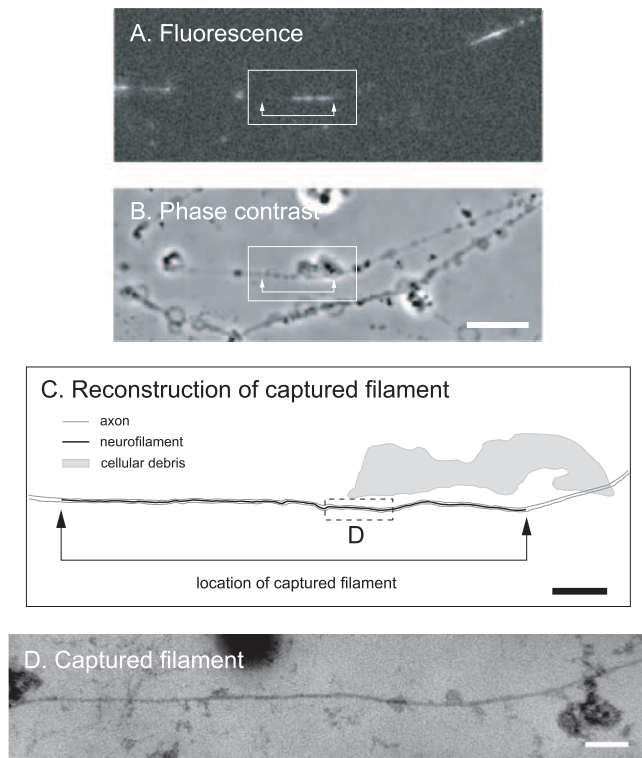 A. Fluorescence
B. Phase contrast
C. Reconstruction of captured filament
axon
neurofilament
cellular debris
D
location of captured filament
D. Captured filament